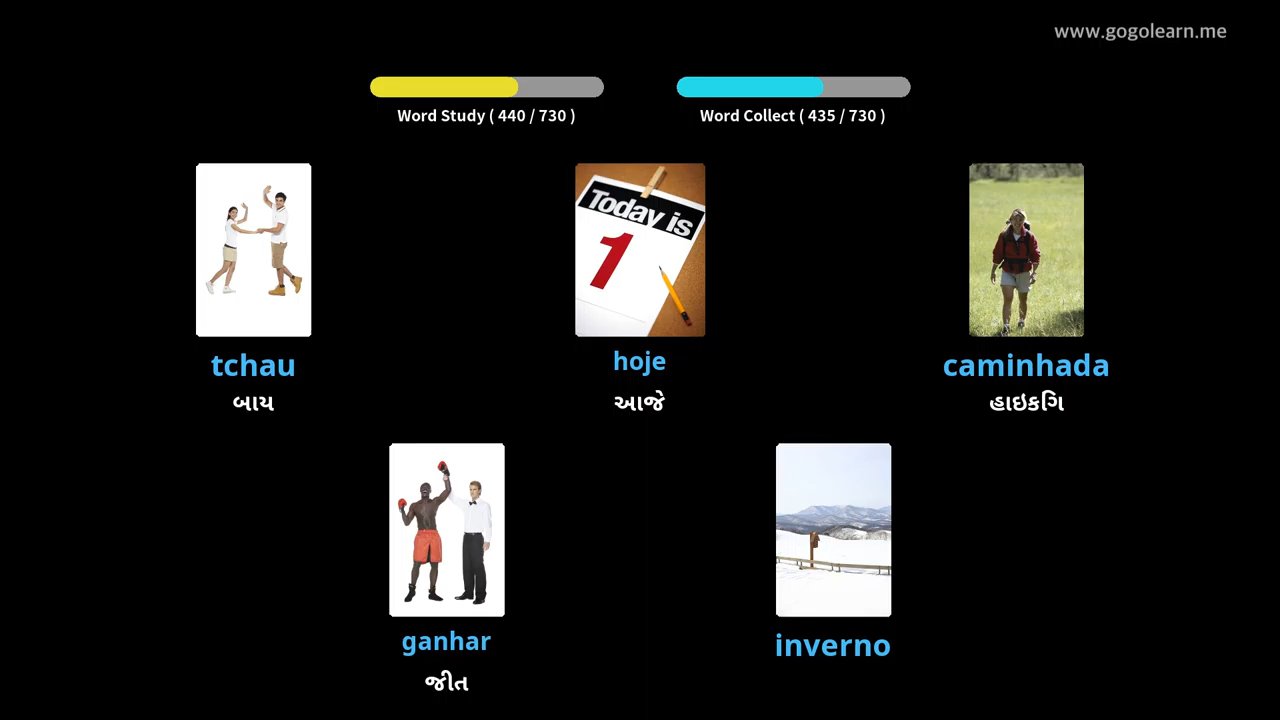 www.gogolearn.me
Word Study ( 440 / 730 )
Word Collect ( 435 / 730 )
Today is
1
tchau
hoje
caminhada
બાય
આજે
હાઇકગિ
ganhar
inverno
જીત